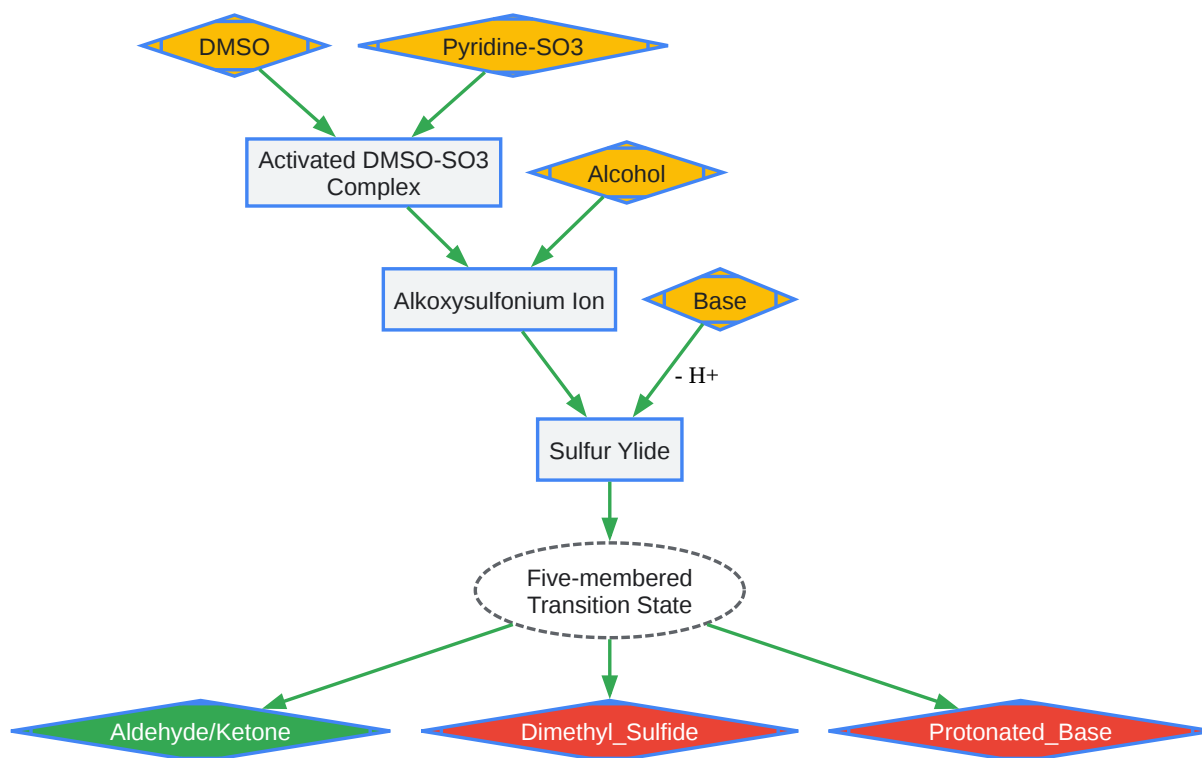 DMSO
Pyridine-SO3
Activated DMSO-SO3
Complex
Alcohol
Alkoxysulfonium Ion
Base
- H+
Sulfur Ylide
Five-membered
Transition State
Aldehyde/Ketone
Dimethyl_Sulfide
Protonated_Base